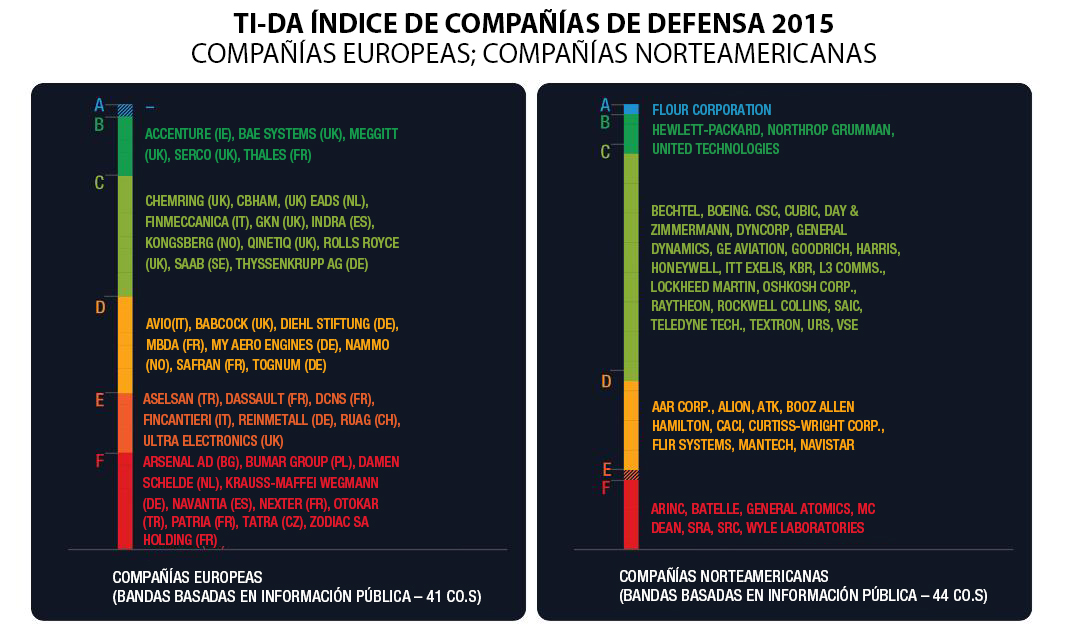 TI-DA ÍNDICE DE COMPAÑÍAS DE DEFENSA 2015
COMPAÑÍAS EUROPEAS; COMPAÑÍAS NORTEAMERICANAS
A
–
B
ACCENTURE (IE), BAE SYSTEMS (UK), MEGGITT
(UK), SERCO (UK), THALES (FR)
C
CHEMRING (UK), CBHAM, (UK) EADS (NL),
FINMECCANICA (IT), GKN (UK), INDRA (ES),
KONGSBERG (NO), QINETIQ (UK), ROLLS ROYCE
(UK), SAAB (SE), THYSSENKRUPP AG (DE)
D
AVIO(IT), BABCOCK (UK), DIEHL STIFTUNG (DE),
MBDA (FR), MY AERO ENGINES (DE), NAMMO
(NO), SAFRAN (FR), TOGNUM (DE)
E
ASELSAN (TR), DASSAULT (FR), DCNS (FR),
FINCANTIERI (IT), REINMETALL (DE), RUAG (CH),
ULTRA ELECTRONICS (UK)
F
ARSENAL AD (BG), BUMAR GROUP (PL), DAMEN
SCHELDE (NL), KRAUSS-MAFFEI WEGMANN
(DE), NAVANTIA (ES), NEXTER (FR), OTOKAR
(TR), PATRIA (FR), TATRA (CZ), ZODIAC SA
HOLDING (FR)
COMPAÑÍAS EUROPEAS
(BANDAS BASADAS EN INFORMACIÓN PÚBLICA – 41 CO.S)
A
FLOUR CORPORATION
B
HEWLETT-PACKARD, NORTHROP GRUMMAN,
UNITED TECHNOLOGIES
C
BECHTEL, BOEING. CSC, CUBIC, DAY &
ZIMMERMANN, DYNCORP, GENERAL
DYNAMICS, GE AVIATION, GOODRICH, HARRIS,
HONEYWELL, ITT EXELIS, KBR, L3 COMMS.,
LOCKHEED MARTIN, OSHKOSH CORP.,
RAYTHEON, ROCKWELL COLLINS, SAIC,
TELEDYNE TECH., TEXTRON, URS, VSE
D
AAR CORP., ALION, ATK, BOOZ ALLEN
HAMILTON, CACI, CURTISS-WRIGHT CORP.,
FLIR SYSTEMS, MANTECH, NAVISTAR
E
F
ARINC, BATELLE, GENERAL ATOMICS, MC
DEAN, SRA, SRC, WYLE LABORATORIES
COMPAÑÍAS NORTEAMERICANAS
(BANDAS BASADAS EN INFORMACIÓN PÚBLICA – 44 CO.S)